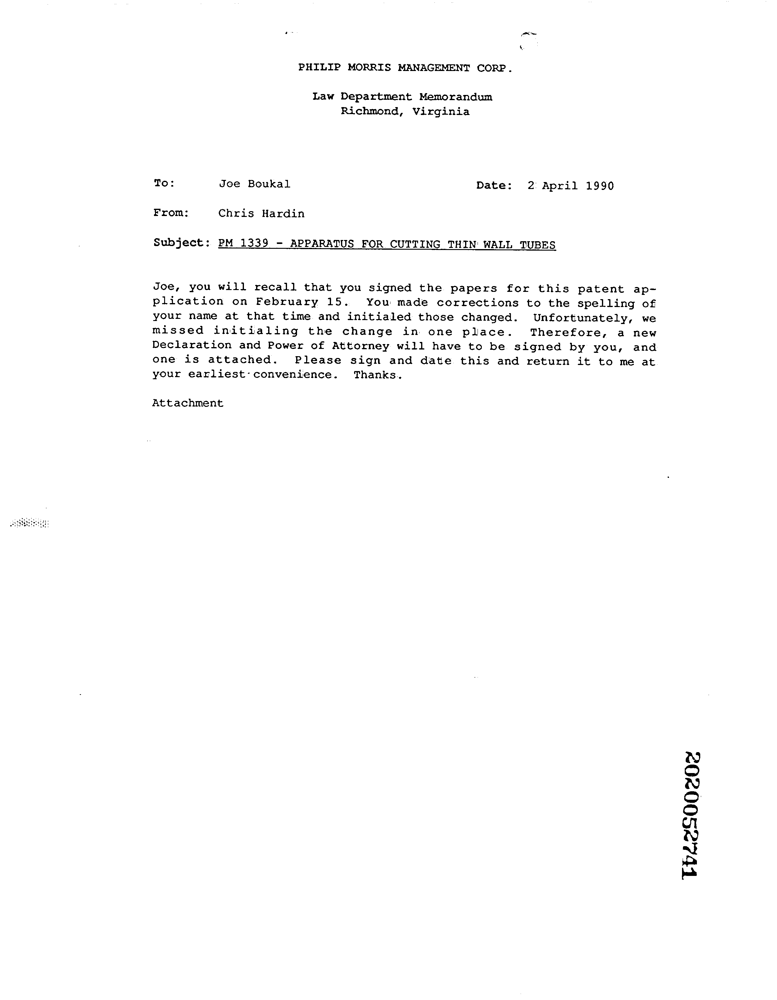 PHILIP MORRIS MANAGEMENT CORP.
Law Department Memorandum
Richmond, Virginia
To: Joe Boukal Date: 2 April 1990
From: Chris Hardin
Subject: PM 1339 - APPARATUS FOR CUTTING THIN WALL TUBES
Joe, you will recall that you signed the papers for this patent ap-
plication on February 15. You made corrections to the spelling of
your name at that time and initialed those changed. Unfortunately, we
missed initialing the change in one place. Therefore, a new
Declaration and Power of Attorney will have to be signed by you, and
one is attached. Please sign and date this and return it to me at
your earliest convenience. Thanks.
Attachment
2020052741